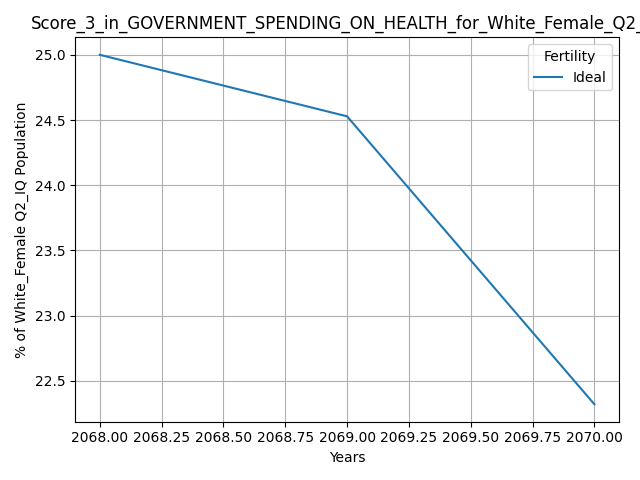 Score_3_in_GOVERNMENT_SPENDING_ON_HEALTH_for_White_Female_Q2_
Fertility
Ideal
% of White_Female Q2_IQ Population
25.0
24.5
24.0
23.5
23.0
22.5
2068.00 2068.25 2068.50 2068.75 2069.00 2069.25 2069.50 2069.75 2070.00
Years